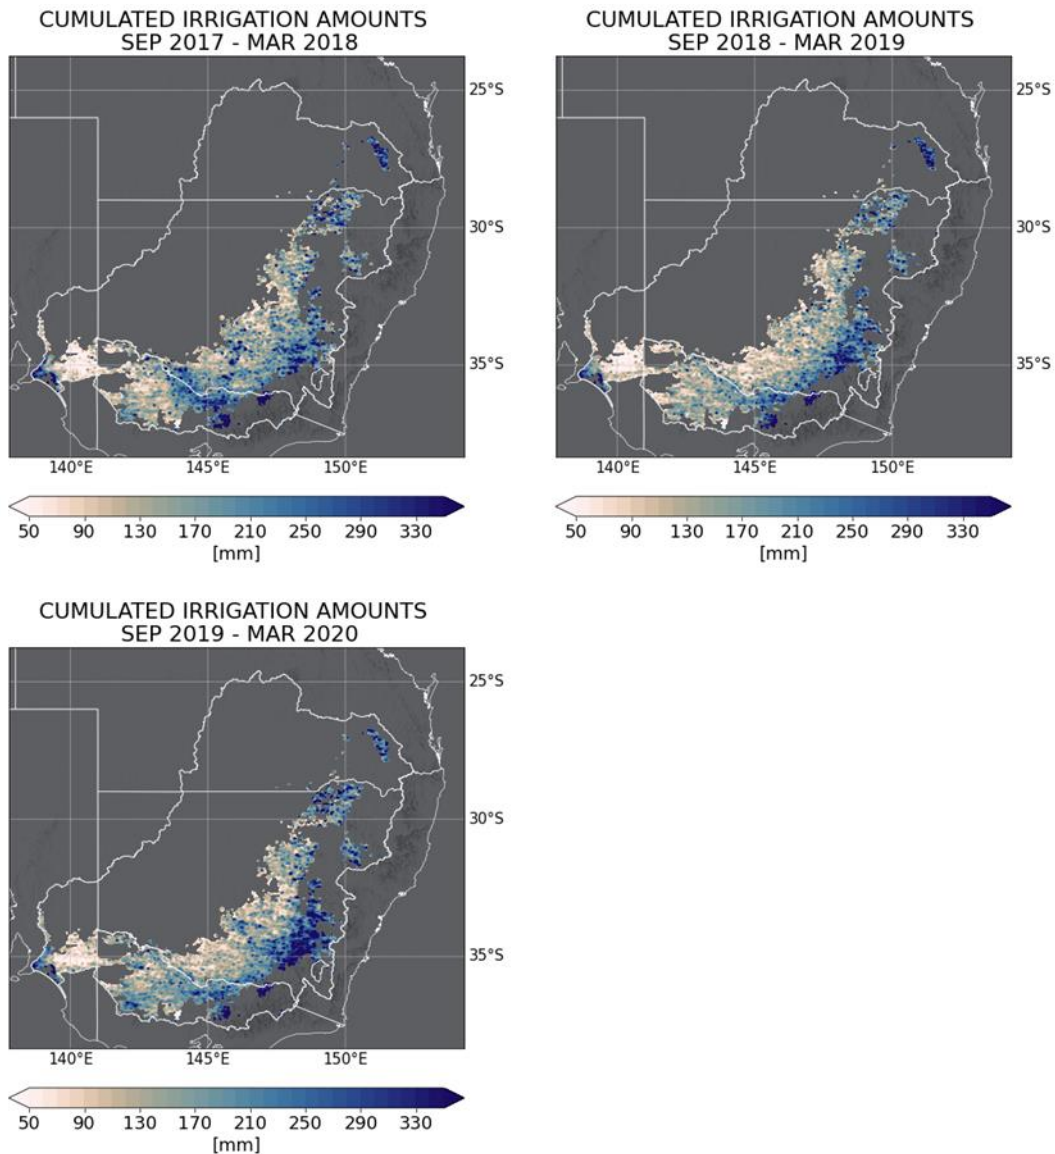 CUMULATED IRRIGATION AMOUNTS
SEP 2017 - MAR 2018
25°S
30°S
35°S
140°E 145°E 150°E
50 90 130 170 210 250 290 330
[mm]
CUMULATED IRRIGATION AMOUNTS
SEP 2018 - MAR 2019
25°S
30°S
35°S
140°E 145°E 150°E
50 90 130 170 210 250 290 330
[mm]
CUMULATED IRRIGATION AMOUNTS
SEP 2019 - MAR 2020
25°S
30°S
35°S
140°E 145°E 150°E
50 90 130 170 210 250 290 330
[mm]